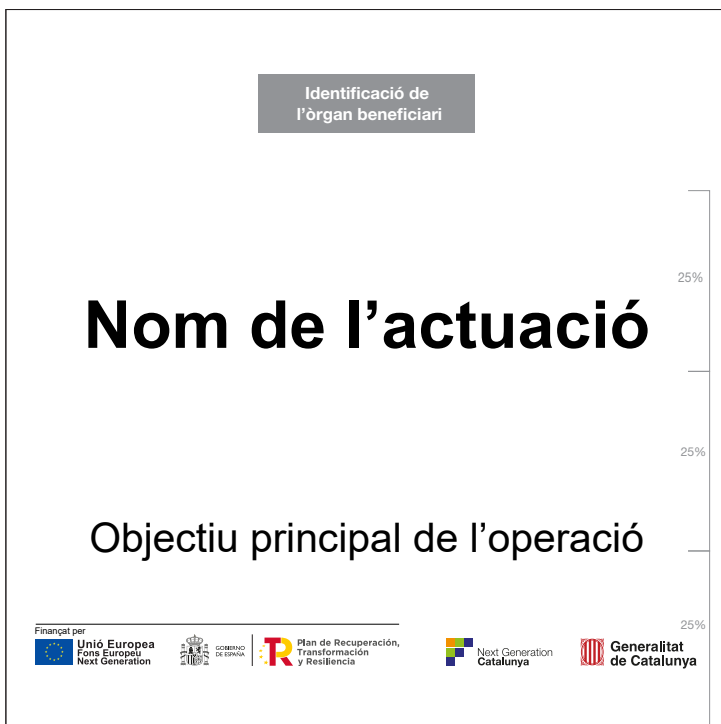 Identificació de
l’òrgan beneficiari
25%
Nom de l’actuació
25%
Objectiu principal de l’operació
25%
Finançat per
Unió Europea
Fons Europeu
Next Generation
GOBIERNO
DE ESPAÑA
TR
Plan de Recuperación,
Transformación
y Resiliencia
Next Generation
Catalunya
Generalitat
de Catalunya